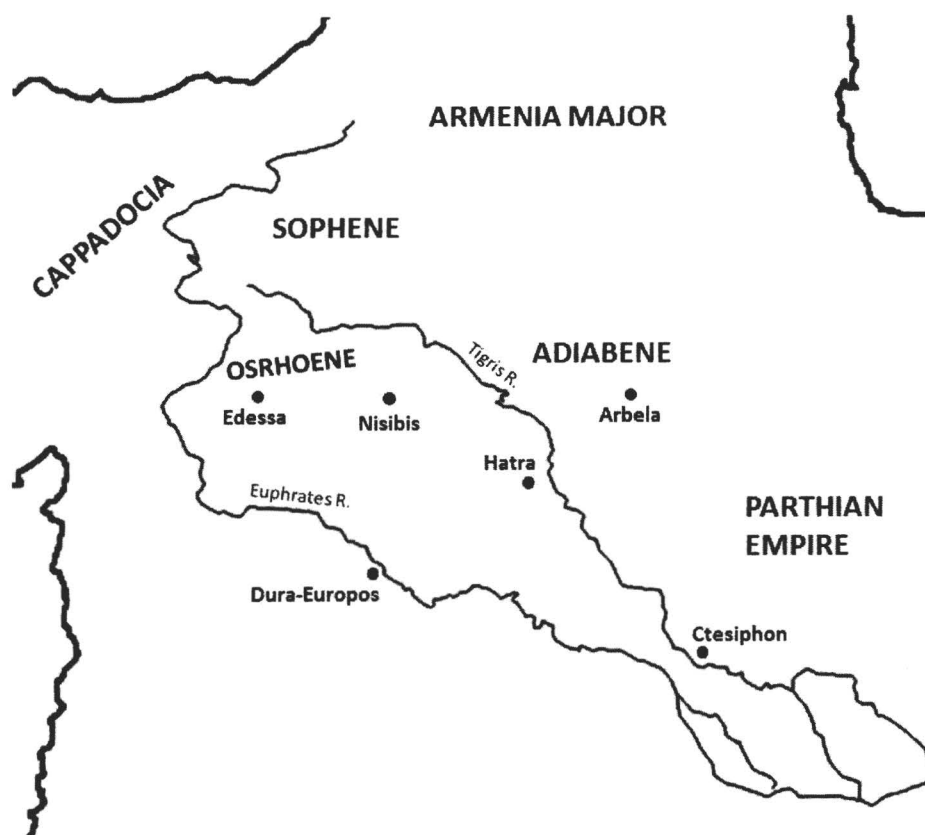 ARMENIA MAJOR
CAPPADOCIA
SOPHENE
OSRHOENE
Tigris R.
ADIABENE
Edessa
Nisibis
Arbela
Hatra
Euphrates R.
PARTHIAN
EMPIRE
Dura-Europos
Ctesiphon